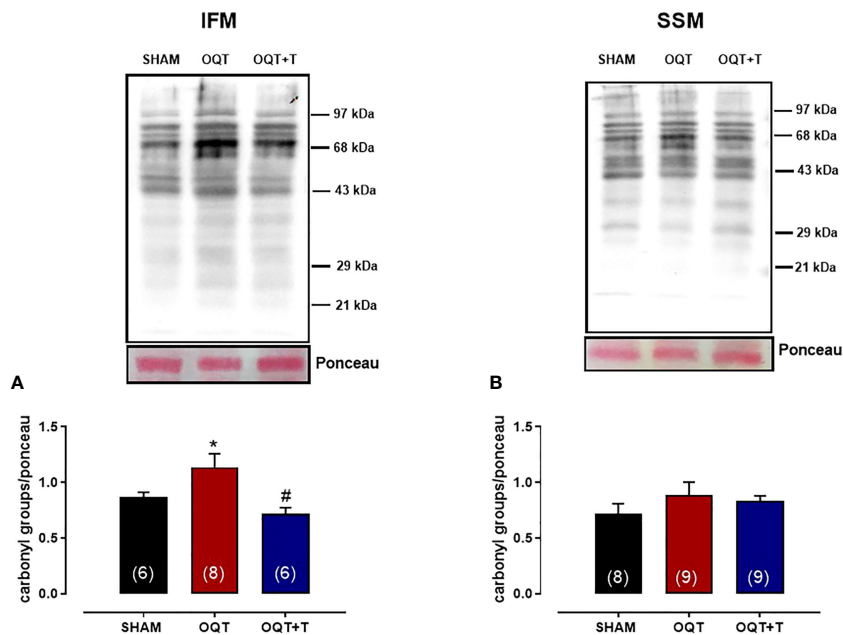 IFM
SHAM OQT OQT+T
97 kDa
68 kDa
43 kDa
29 kDa
21 kDa
Ponceau
A
carbonyl groups/ponceau
1.5
1.0
0.5
0.0
*
#
(6) (8) (6)
SHAM OQT OQT+T
SSM
SHAM OQT OQT+T
97 kDa
68 kDa
43 kDa
29 kDa
21 kDa
Ponceau
B
carbonyl groups/ponceau
1.5
1.0
0.5
0.0
(8) (9) (9)
SHAM OQT OQT+T